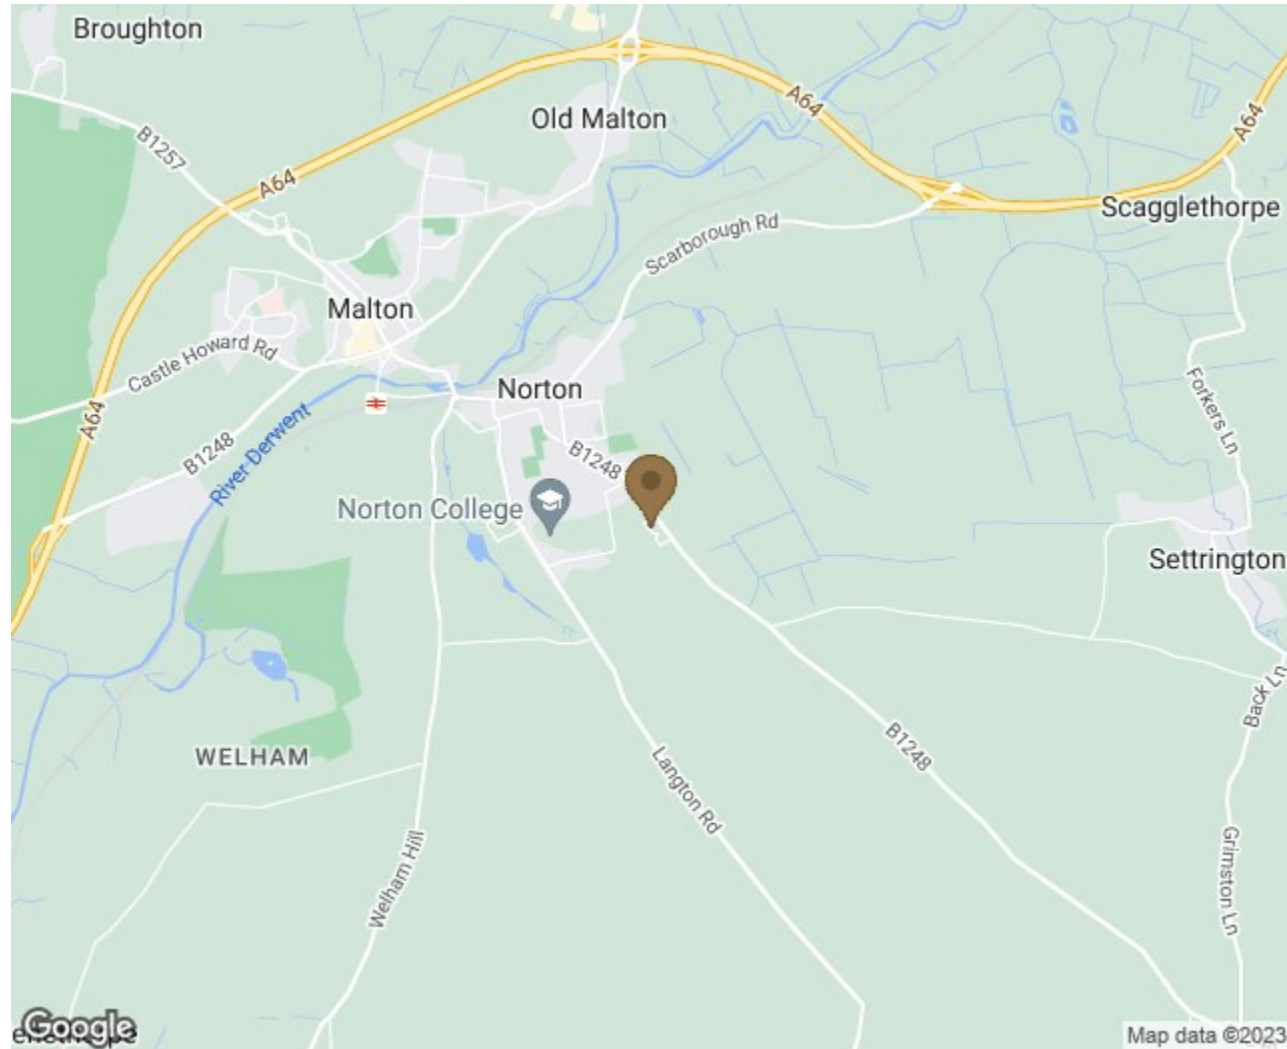 Broughton
Old Malton
A64
A64
B1257
A64
Scagglethorpe
Scarborough Rd
Malton
Castle Howard Rd
Norton
Forkers Ln
A64
B1248
River Derwent
B1248
Norton College
Settrington
Back Ln
WELHAM
B1248
Langton Rd
Welham Hill
Grimston Ln
Google
Map data ©2023